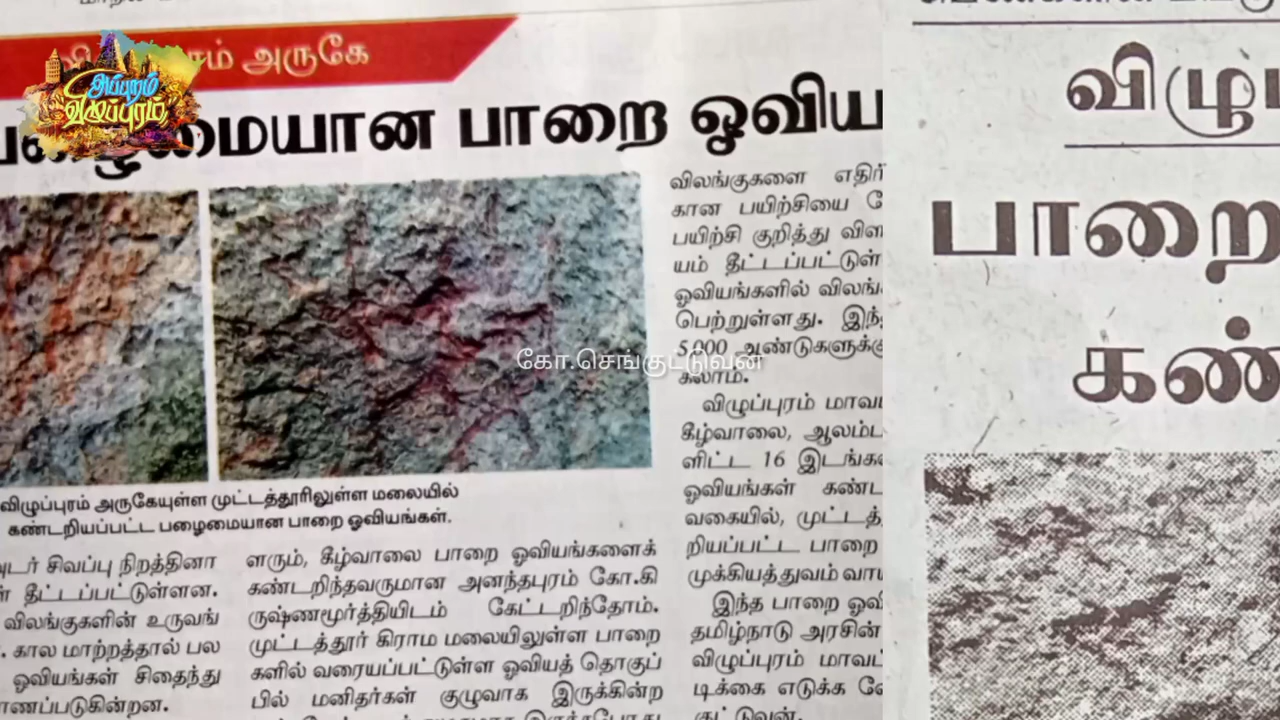 அப்புறம்
விழுப்புரம்
அருகே
பழைமையான பாறை ஓவிய
கோ.செங்குட்டுவன்
விழுப்புரம் அருகேயுள்ள முட்டத்தூரிலுள்ள மலையில்
கண்டறியப்பட்ட பழைமையான பாறை ஓவியங்கள்.
சிவப்பு நிறத்தினா
தீட்டப்பட்டுள்ளன.
விலங்குகளின் உருவங்
கால மாற்றத்தால் பல
ஓவியங்கள் சிதைந்து
ளரும், கீழ்வாலை பாறை ஓவியங்களைக்
கண்டறிந்தவருமான அனந்தபுரம் கோ.கி
ருஷ்ணமூர்த்தியிடம் கேட்டறிந்தோம்.
முட்டத்தூர் கிராம மலையிலுள்ள பாறை
களில் வரையப்பட்டுள்ள ஓவியத் தொகுப்
பில் மனிதர்கள் குழுவாக இருக்கின்ற
விலங்குகளை எதிர்
கான பயிற்சியை
பயிற்சி குறித்து
யம் தீட்டப்பட்டுள்
ஓவியங்களில் விலங்
பெற்றுள்ளது.
5,000 ஆண்டுகளுக்கு
கலாம்.
விழுப்புரம் மாவட்
கீழ்வாலை, ஆலம்ப
ளிட்ட 16 இடங்க
ஓவியங்கள் கண்ட
வகையில், முட்டத்
றியப்பட்ட பாறை
முக்கியத்துவம் வாய
இந்த பாறை ஓவி
தமிழ்நாடு அரசின்
விழுப்புரம் மாவட்
டிக்கை எடுக்க வே
குட்டுவன்.
விழுப்
பாறை
கண்